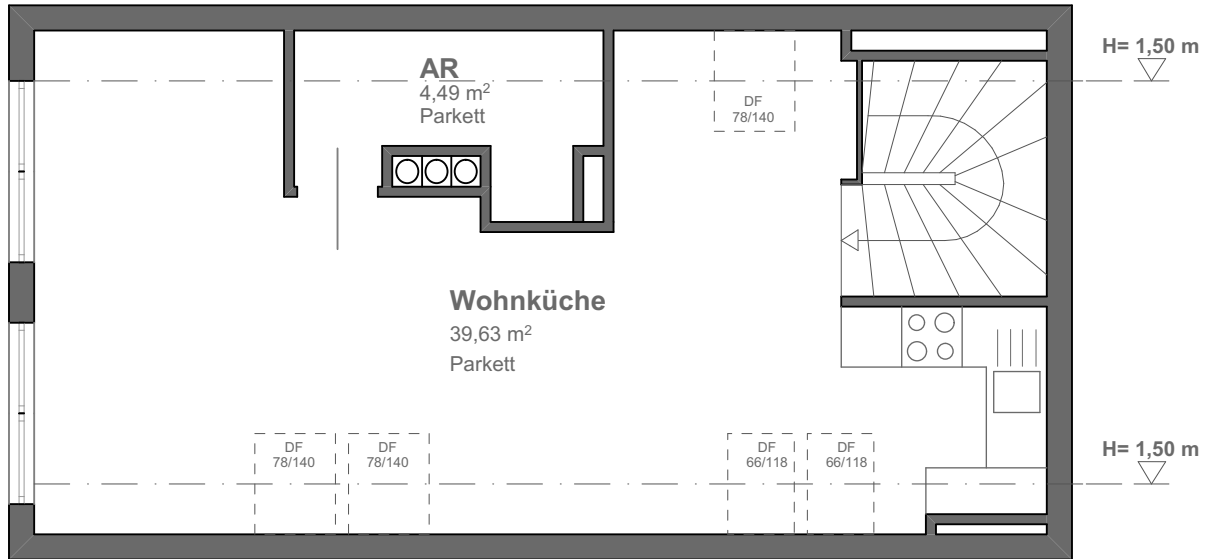 H= 1,50 m
AR
4,49 m²
Parkett
DF
78/140
Wohnküche
39,63 m²
Parkett
DF
78/140
DF
78/140
DF
66/118
DF
66/118
H= 1,50 m